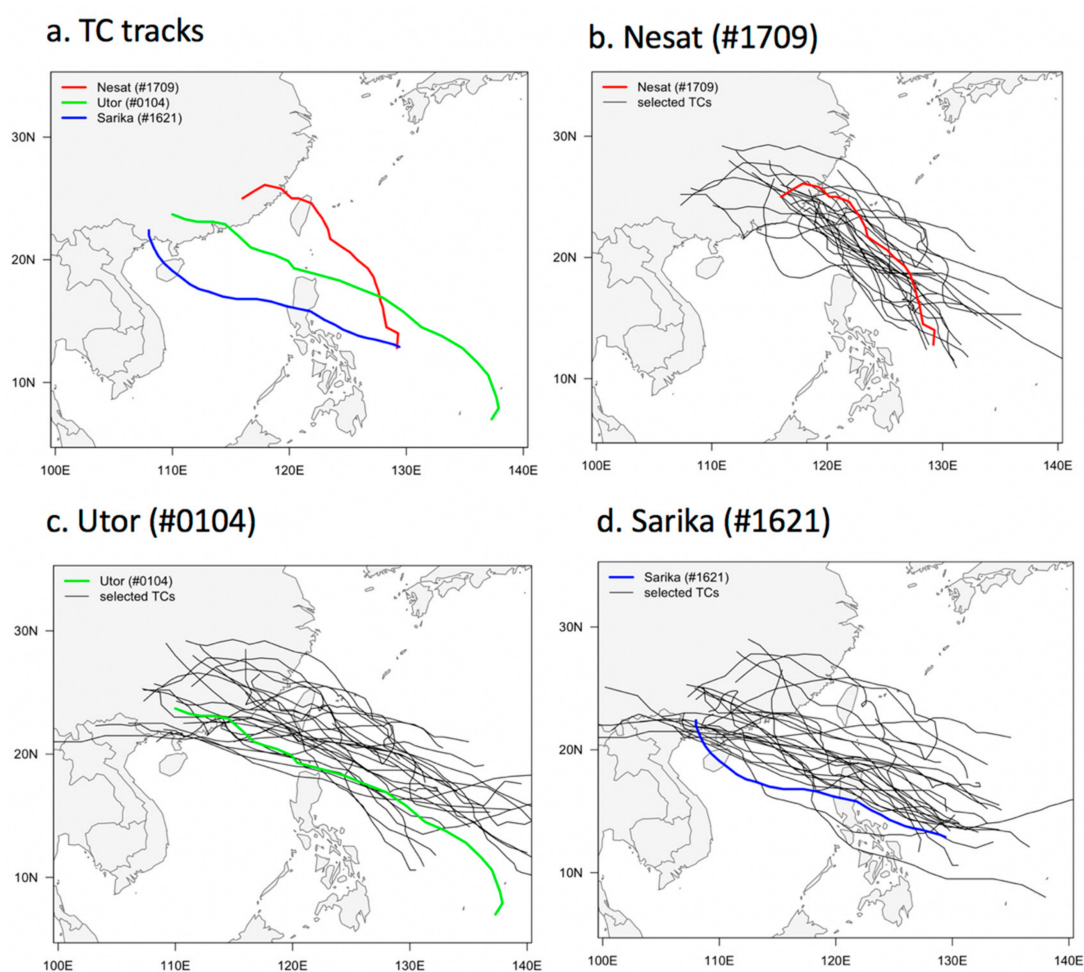 a. TC tracks
Nesat (#1709)
Utor (#0104)
Sarika (#1621)
30N
20N
10N
100E 110E 120E 130E 140E
b. Nesat (#1709)
Nesat (#1709)
selected TCs
30N
20N
10N
100E 110E 120E 130E 140E
c. Utor (#0104)
Utor (#0104)
selected TCs
30N
20N
10N
100E 110E 120E 130E 140E
d. Sarika (#1621)
Sarika (#1621)
selected TCs
30N
20N
10N
100E 110E 120E 130E 140E